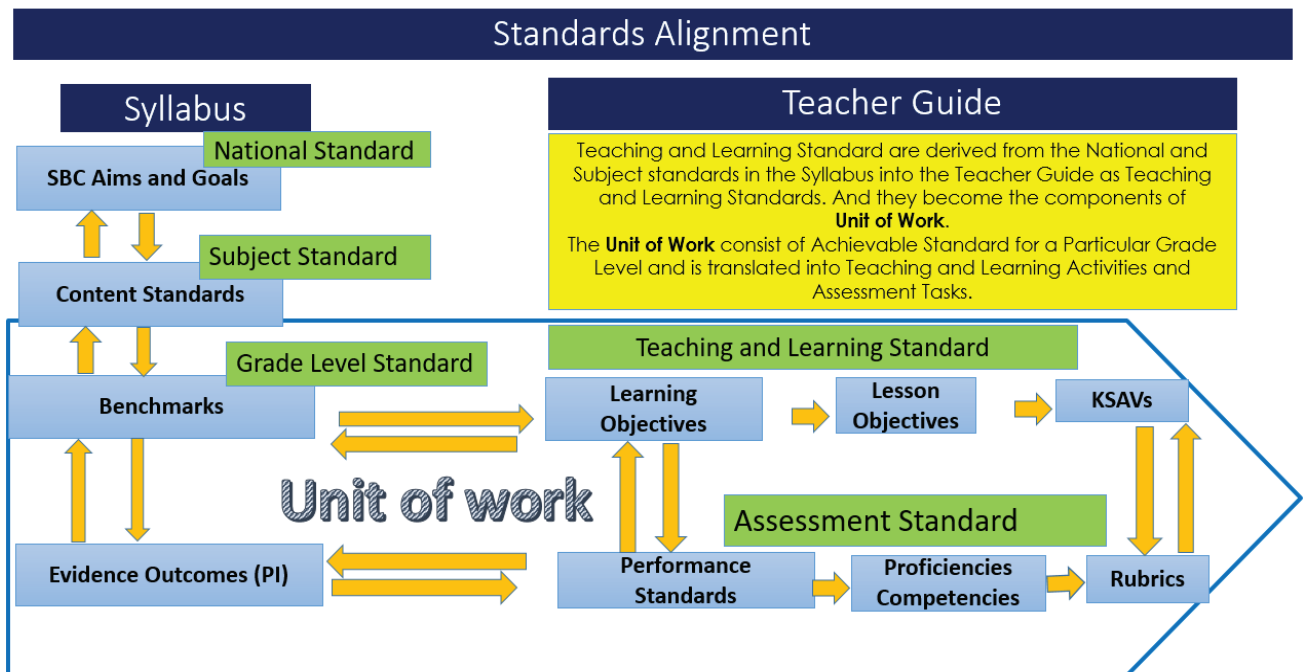 Standards Alignment
Syllabus
Teacher Guide
National Standard
SBC Aims and Goals
Teaching and Learning Standard are derived from the National and
Subject standards in the Syllabus into the Teacher Guide as Teaching
and Learning Standards. And they become the components of
Unit of Work.
The Unit of Work consist of Achievable Standard for a Particular Grade
Level and is translated into Teaching and Learning Activities and
Assessment Tasks.
Subject Standard
Content Standards
Grade Level Standard
Teaching and Learning Standard
Benchmarks
Learning
Objectives
Lesson
Objectives
KSAVs
Unit of work
Assessment Standard
Evidence Outcomes (PI)
Performance
Standards
Proficiencies
Competencies
Rubrics